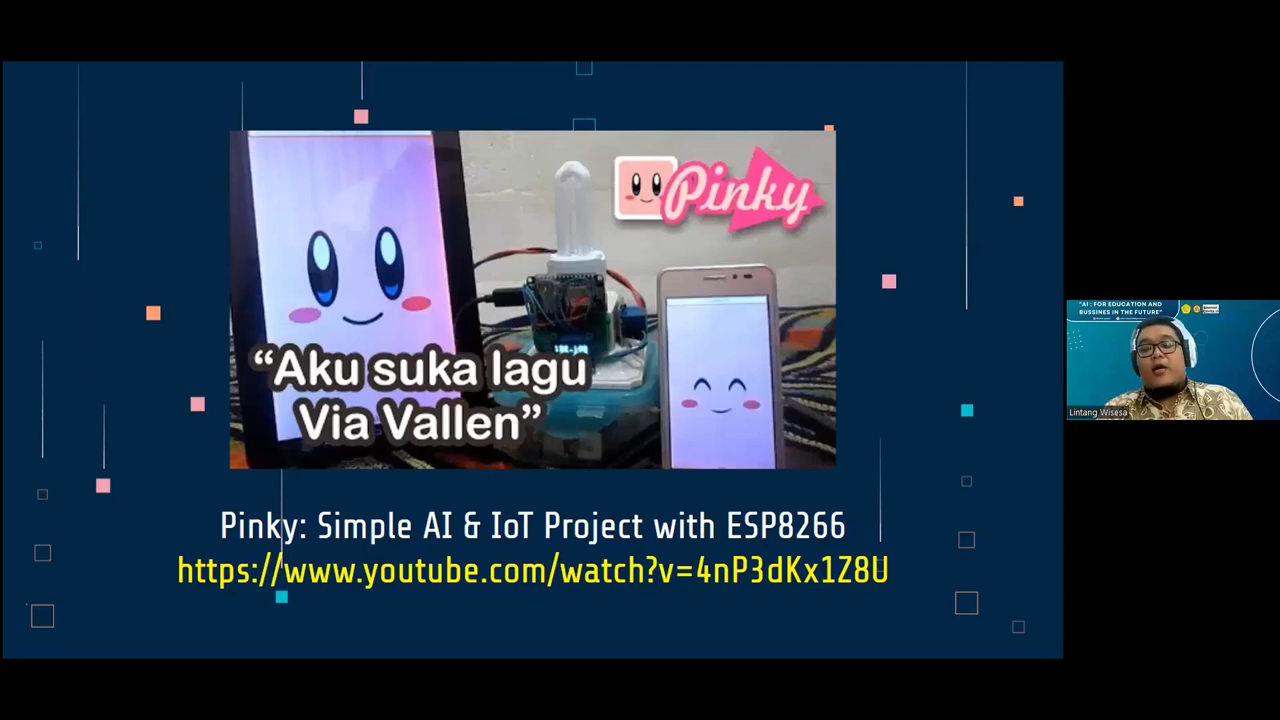 Pinky
“Aku suka lagu
Via Vallen”
Pinky: Simple AI & IoT Project with ESP8266
https://www.youtube.com/watch?v=4nP3dKx1Z8U
"AI : FOR EDUCATION AND
BUSSINES IN THE FUTURE"
Lintang Wisesa